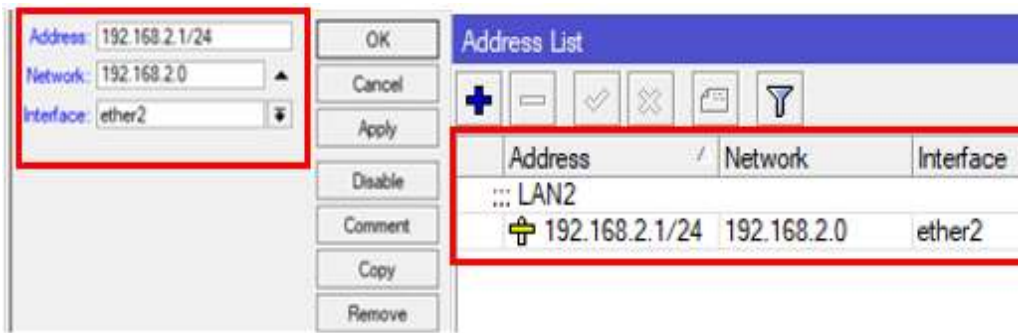 Address: 192.168.2.1/24
Network: 192.168.2.0
Interface: ether2
OK
Cancel
Apply
Disable
Comment
Copy
Remove
Address List
Address / Network Interface
;;; LAN2
192.168.2.1/24 192.168.2.0 ether2